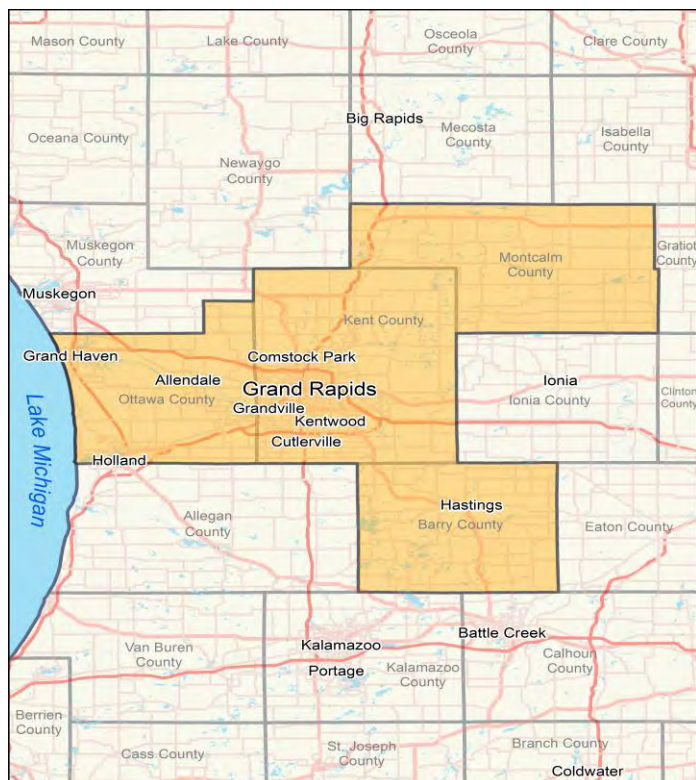 Mason County
Lake County
Osceola
County
Clare County
Big Rapids
Oceana
County
Mecosta
County
Isabella
County
Newaygo
County
Muskegon
County
Montcalm
County
Gratiot
County
Muskegon
Kent County
Grand Haven
Comstock Park
Allendale
Ottawa County
Grand Rapids
Ionia
Ionia County
Clinton
County
Grandville
Kentwood
Cutlerville
Lake Michigan
Holland
Allegan
County
Hastings
Barry County
Eaton County
Van Buren
County
Kalamazoo
Battle Creek
Portage
Kalamazoo
County
Calhoun
County
Berrien
County
Cass County
St. Joseph
County
Branch County
Coldwater